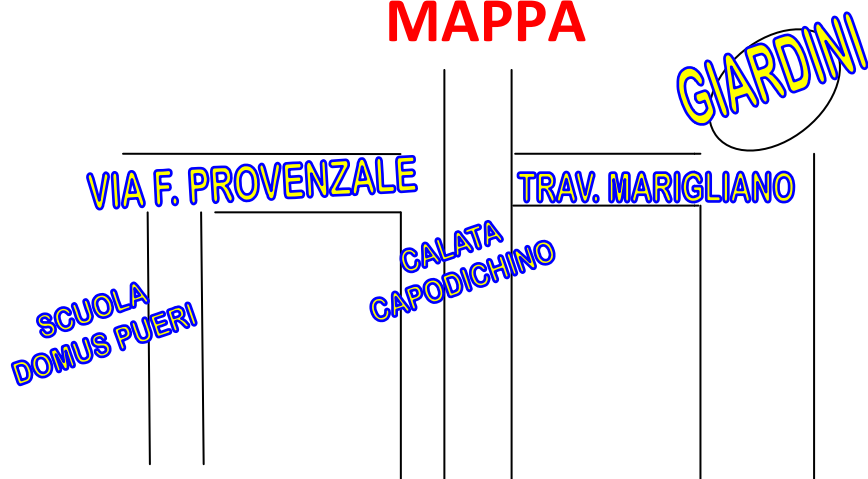 MAPPA
GIARDINI
VIA F. PROVENZALE
TRAV. MARIGLIANO
CALATA
CAPODICHINO
SCUOLA
DOMUS PUERI